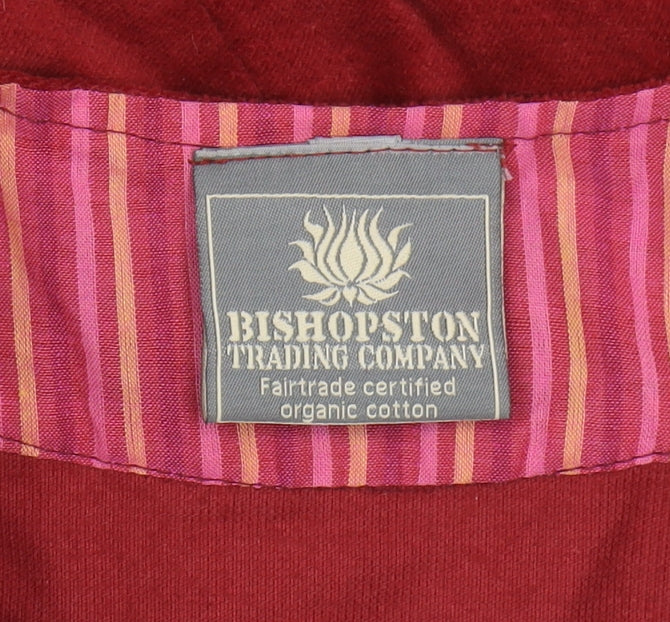 BISHOPSTON
TRADING COMPANY
Fairtrade certified
organic cotton